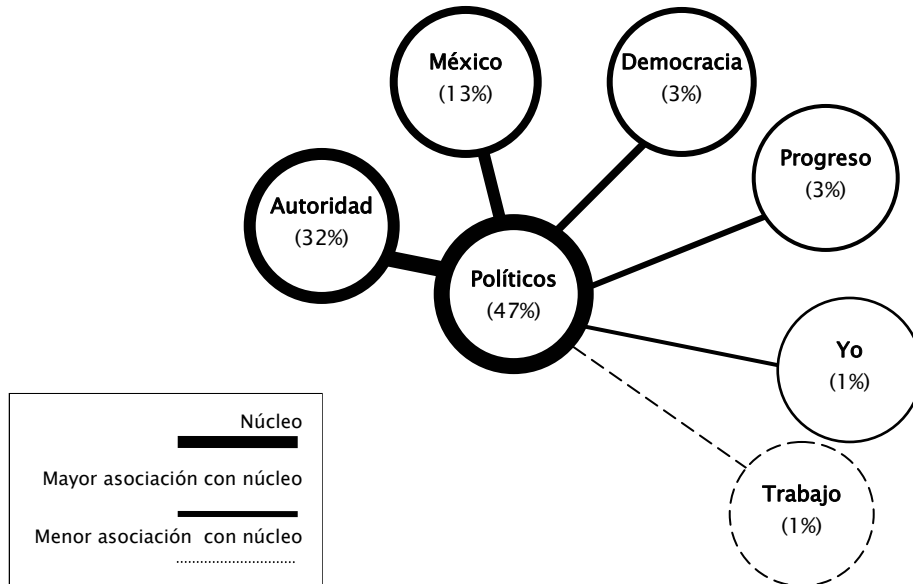 México
(13%)
Democracia
(3%)
Progreso
(3%)
Autoridad
(32%)
Políticos
(47%)
Yo
(1%)
Trabajo
(1%)
Núcleo
Mayor asociación con núcleo
Menor asociación con núcleo